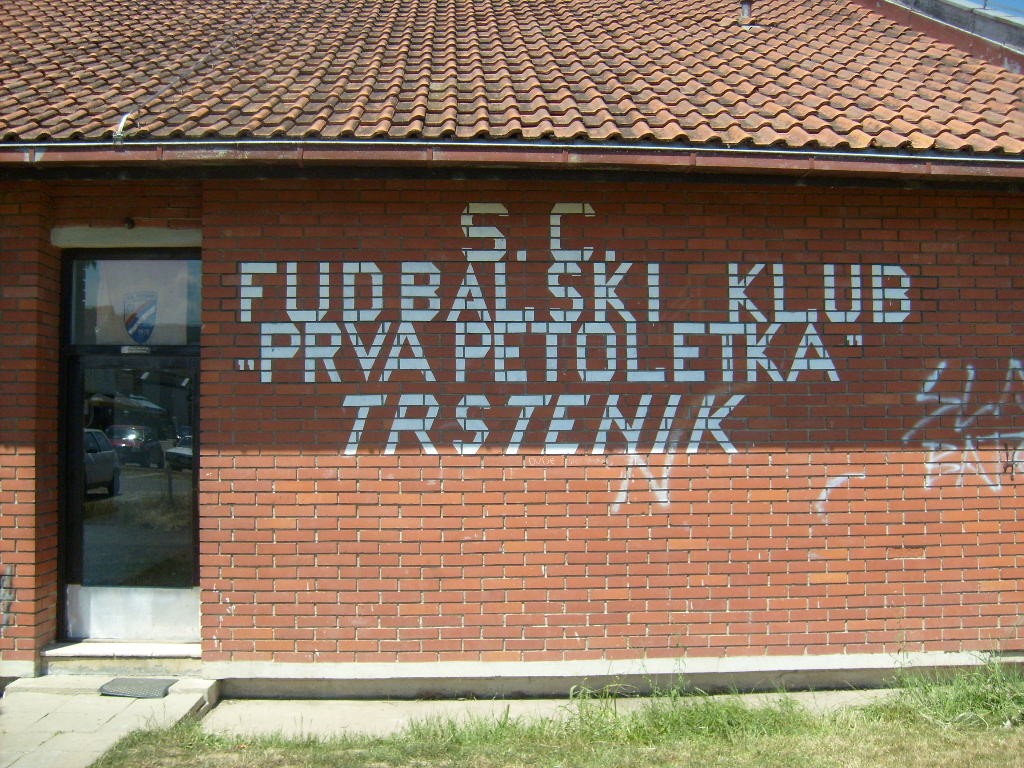 S.C.
FUDBALSKI KLUB
„PRVA PETOLETKA”
TRSTENIK
N